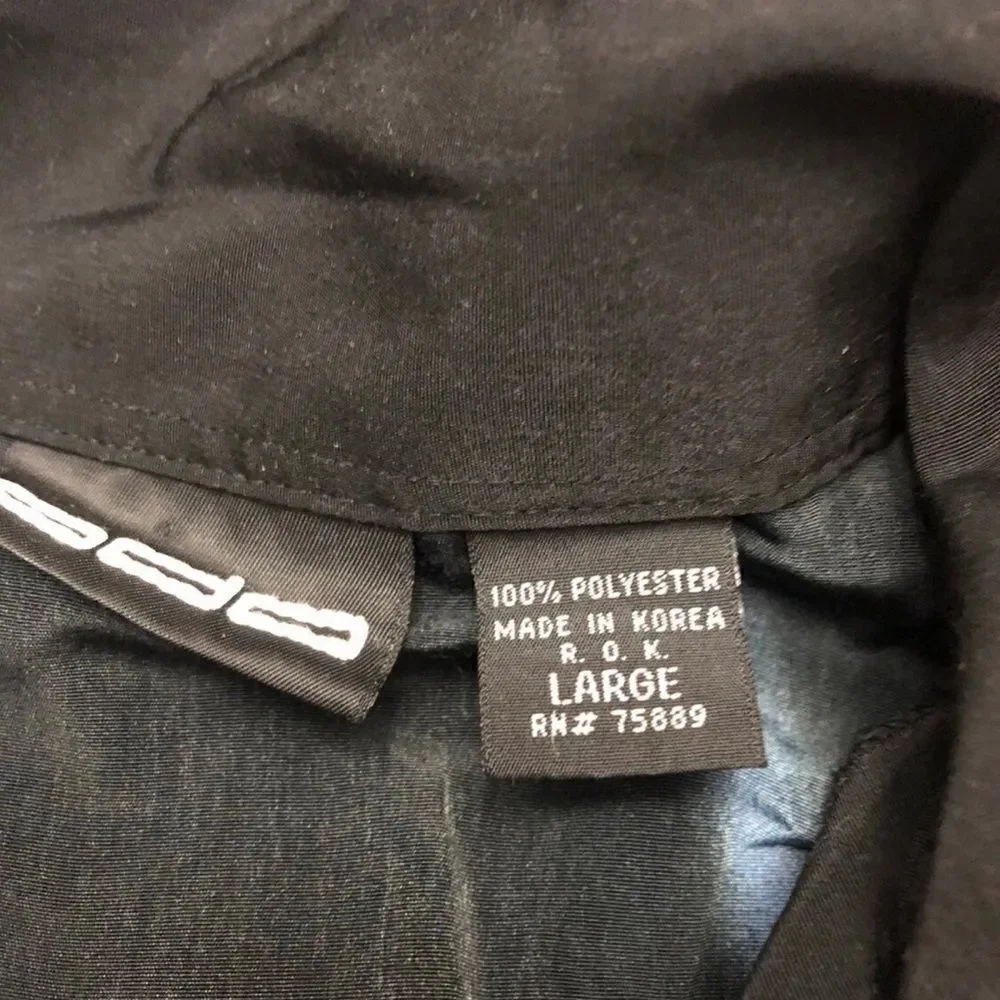 100% POLYESTER
MADE IN KOREA
R. O. K.
LARGE
RN# 75889